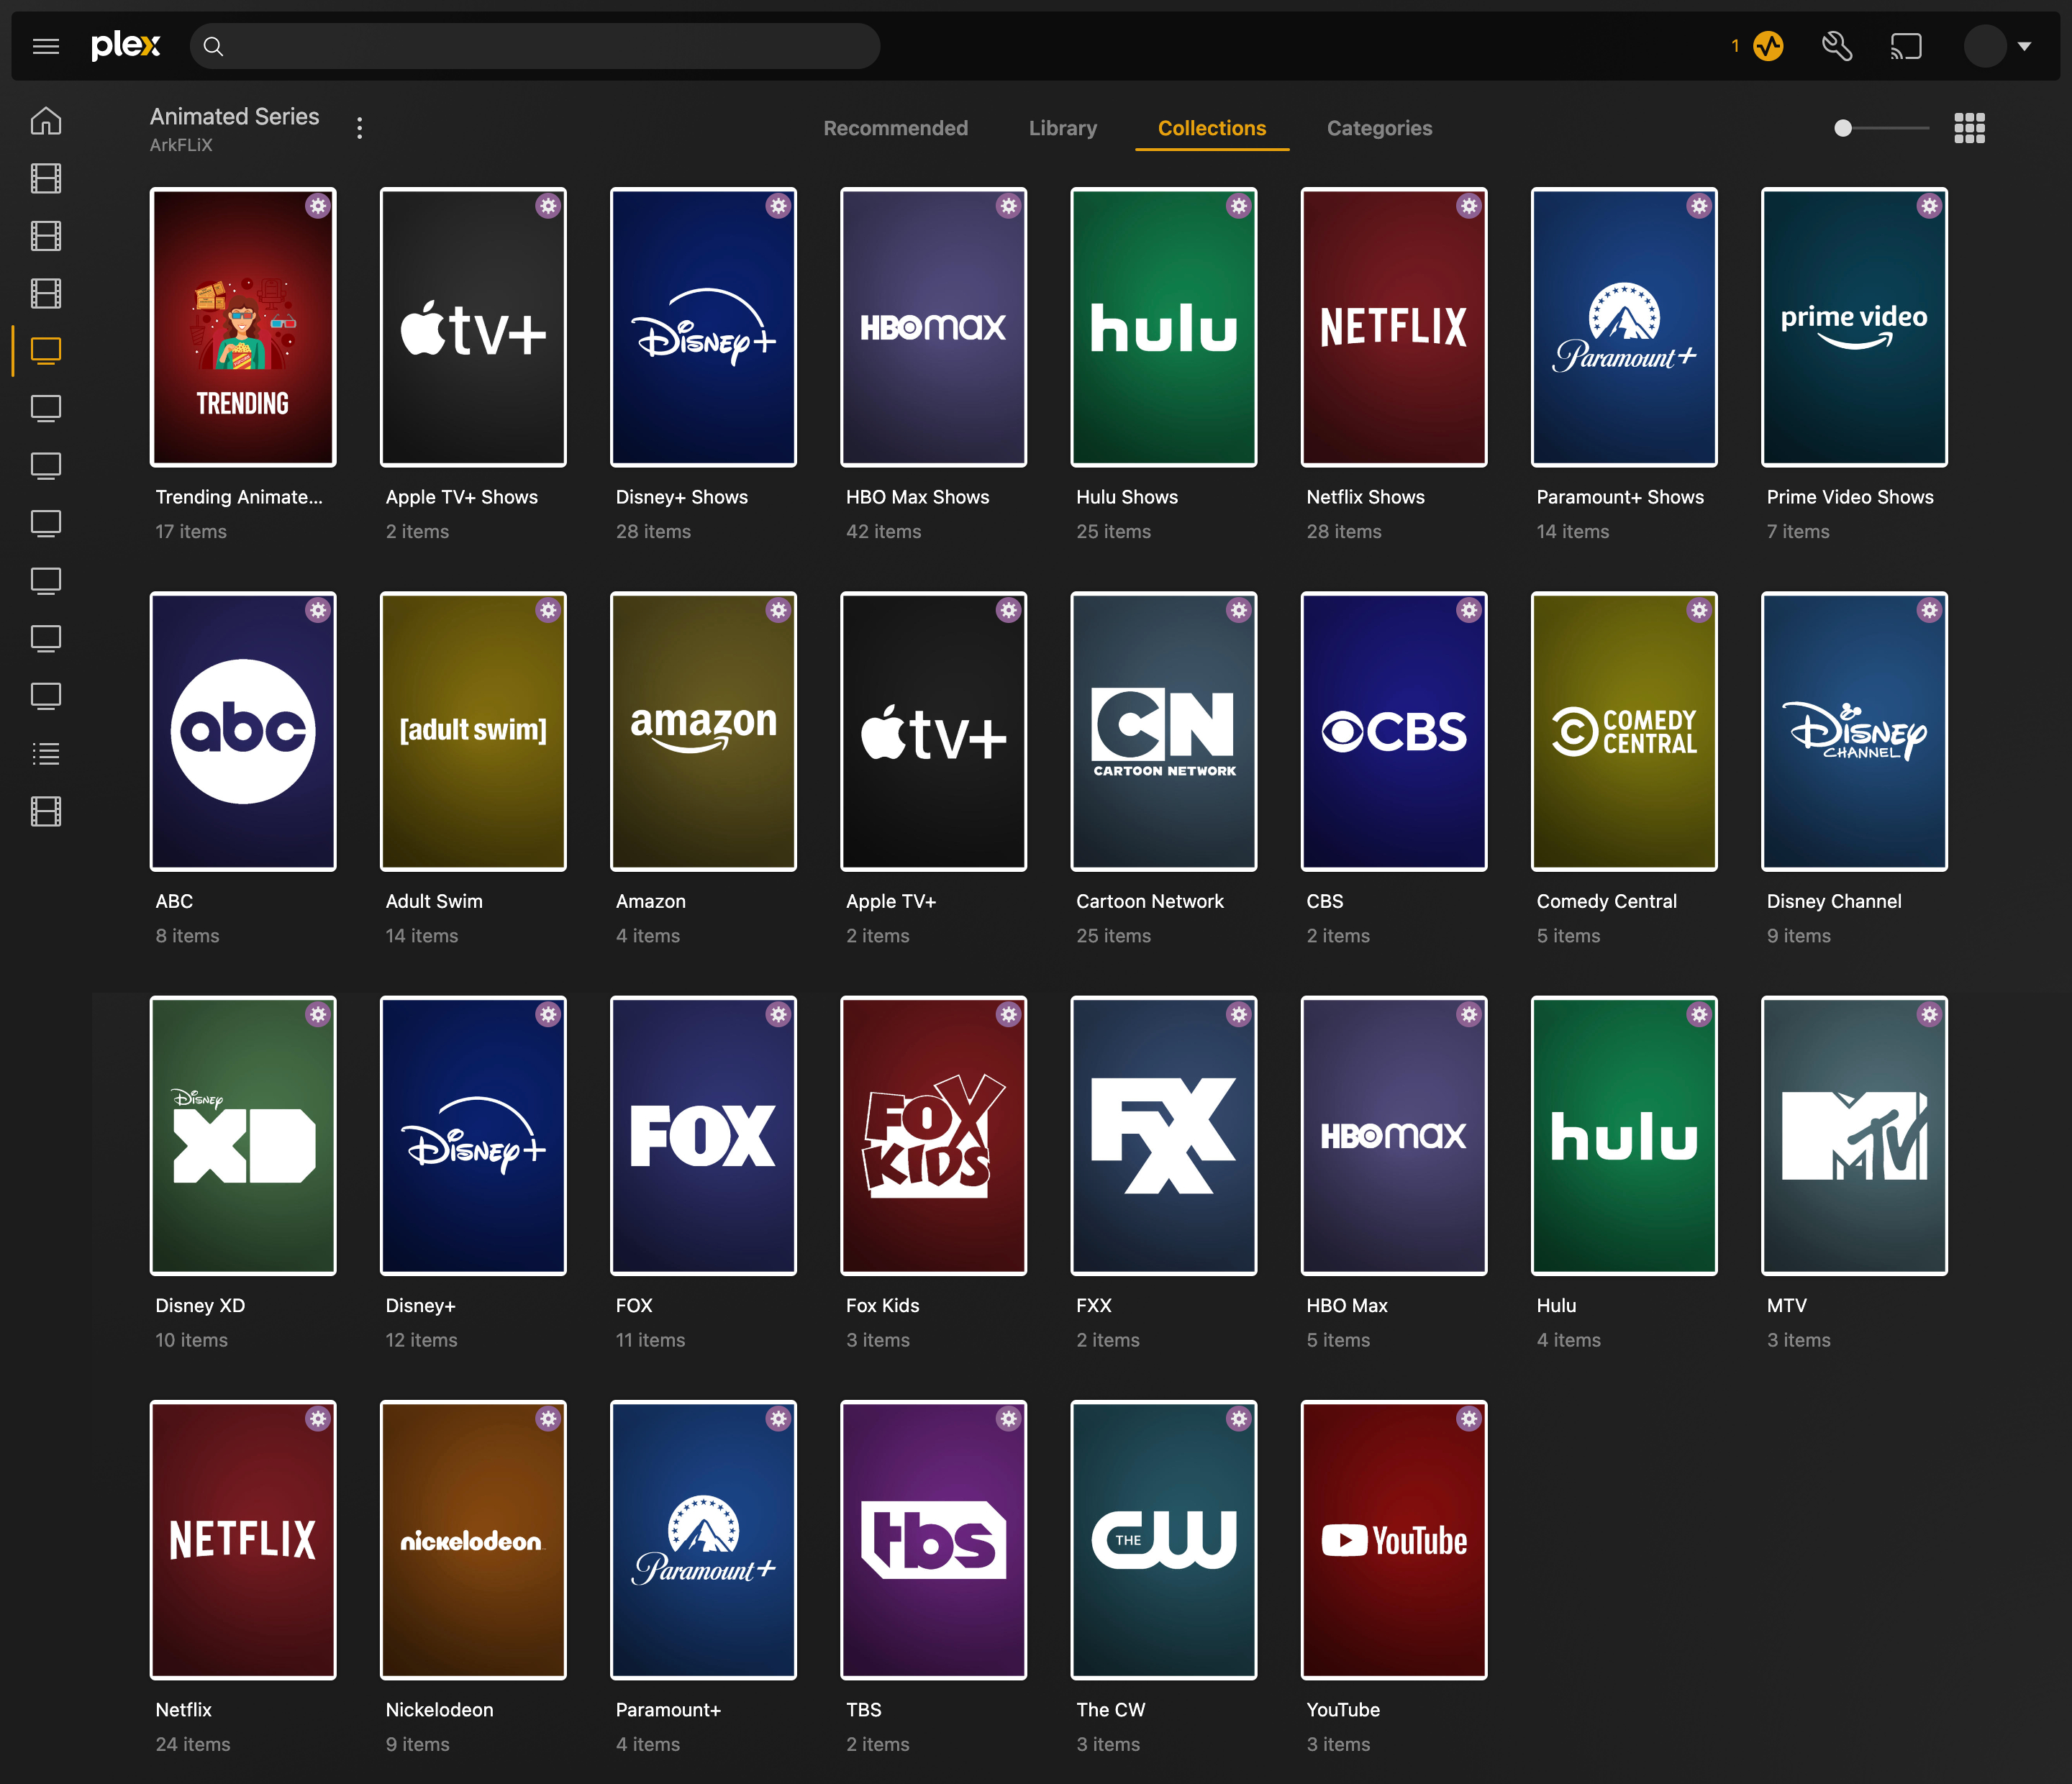 plex
1
Animated Series
ArkFLiX
Recommended
Library
Collections
Categories
TRENDING
tv+
Disney+
HBOmax
hulu
NETFLIX
Paramount+
prime video
Trending Animate...
Apple TV+ Shows
Disney+ Shows
HBO Max Shows
Hulu Shows
Netflix Shows
Paramount+ Shows
Prime Video Shows
17 items
2 items
28 items
42 items
25 items
28 items
14 items
7 items
abc
[adult swim]
amazon
tv+
CN
CARTOON NETWORK
CBS
COMEDY
CENTRAL
Disney
CHANNEL
ABC
Adult Swim
Amazon
Apple TV+
Cartoon Network
CBS
Comedy Central
Disney Channel
8 items
14 items
4 items
2 items
25 items
2 items
5 items
9 items
Disney
XD
Disney+
FOX
FOX
KIDS
FXX
HBOmax
hulu
MTV
Disney XD
Disney+
FOX
Fox Kids
FXX
HBO Max
Hulu
MTV
10 items
12 items
11 items
3 items
2 items
5 items
4 items
3 items
NETFLIX
nickelodeon
Paramount+
tbs
THE CW
YouTube
Netflix
Nickelodeon
Paramount+
TBS
The CW
YouTube
24 items
9 items
4 items
2 items
3 items
3 items